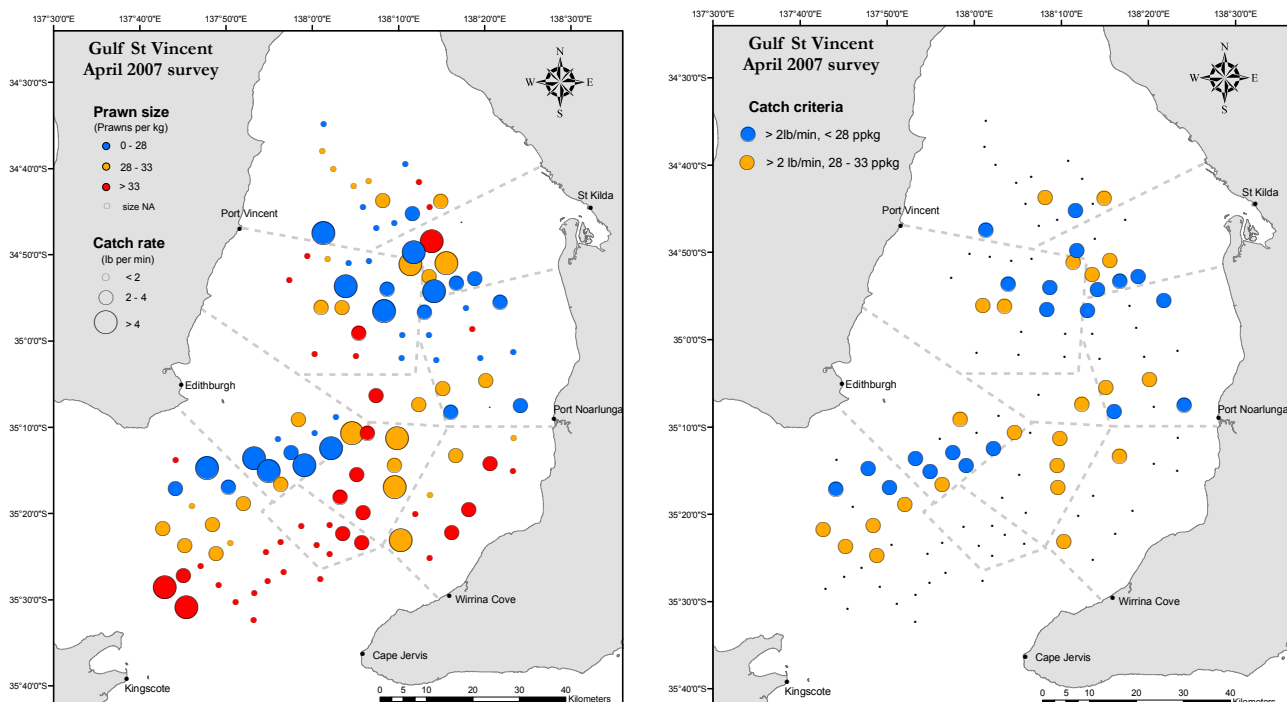 137°30'0"E 137°40'0"E 137°50'0"E 138°0'0"E 138°10'0"E 138°20'0"E 138°30'0"E
Gulf St Vincent
April 2007 survey
N
W E
S
34°30'0"S
Prawn size
(Prawns per kg)
0 - 28
28 - 33
> 33
size NA
34°40'0"S
Catch rate
(lb per min)
< 2
2 - 4
> 4
34°50'0"S
35°0'0"S
35°10'0"S
35°20'0"S
35°30'0"S
35°40'0"S
Port Vincent
St Kilda
Edithburgh
Port Noarlunga
Wirrina Cove
Cape Jervis
Kingscote
0 5 10 20 30 40
Kilometers
137°30'0"E 137°40'0"E 137°50'0"E 138°0'0"E 138°10'0"E 138°20'0"E 138°30'0"E
Gulf St Vincent
April 2007 survey
N
W E
S
34°30'0"S
Catch criteria
> 2lb/min, < 28 ppkg
> 2 lb/min, 28 - 33 ppkg
34°40'0"S
34°50'0"S
35°0'0"S
35°10'0"S
35°20'0"S
35°30'0"S
35°40'0"S
Port Vincent
St Kilda
Edithburgh
Port Noarlunga
Wirrina Cove
Cape Jervis
Kingscote
0 5 10 20 30 40
Kilometers